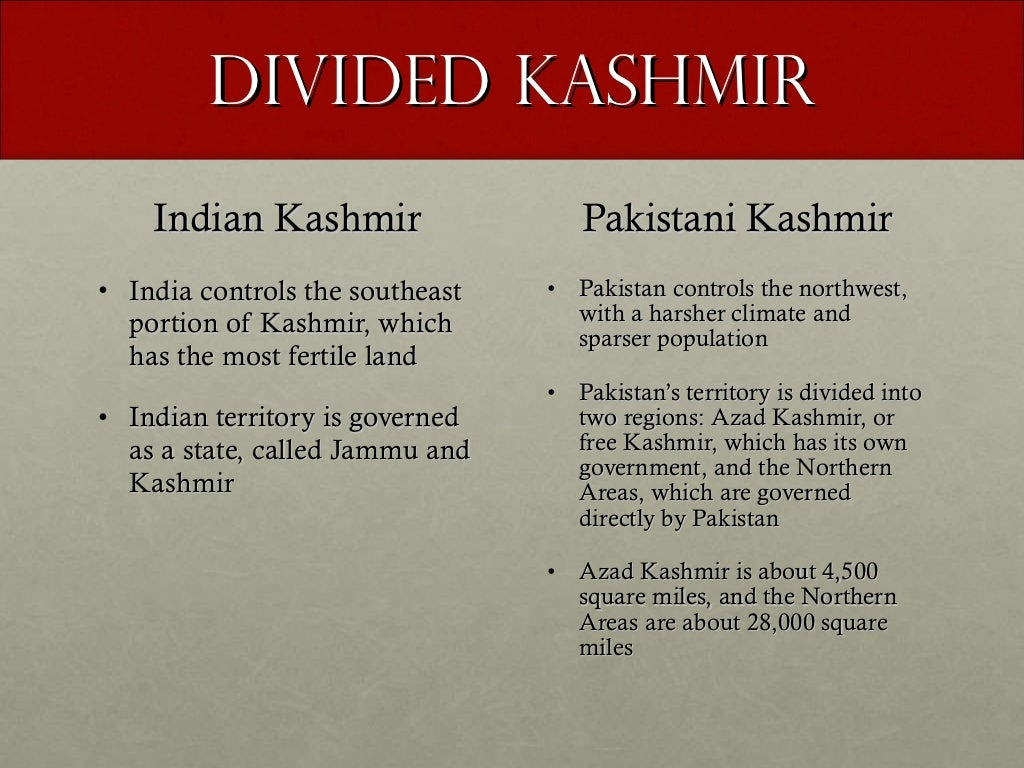 DIVIDED KASHMIR
Indian Kashmir
• India controls the southeast
portion of Kashmir, which
has the most fertile land
• Indian territory is governed
as a state, called Jammu and
Kashmir
Pakistani Kashmir
• Pakistan controls the northwest,
with a harsher climate and
sparser population
• Pakistan’s territory is divided into
two regions: Azad Kashmir, or
free Kashmir, which has its own
government, and the Northern
Areas, which are governed
directly by Pakistan
• Azad Kashmir is about 4,500
square miles, and the Northern
Areas are about 28,000 square
miles